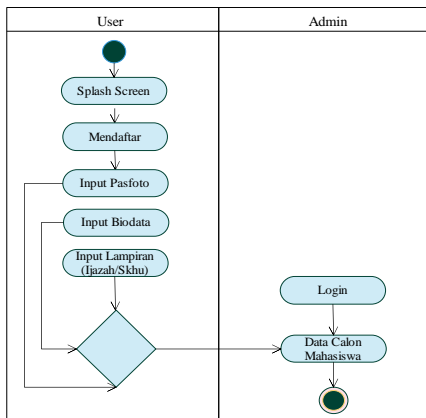 User
Admin
Splash Screen
Mendaftar
Input Pasfoto
Input Biodata
Input Lampiran
(Ijazah/Skhu)
Login
Data Calon
Mahasiswa